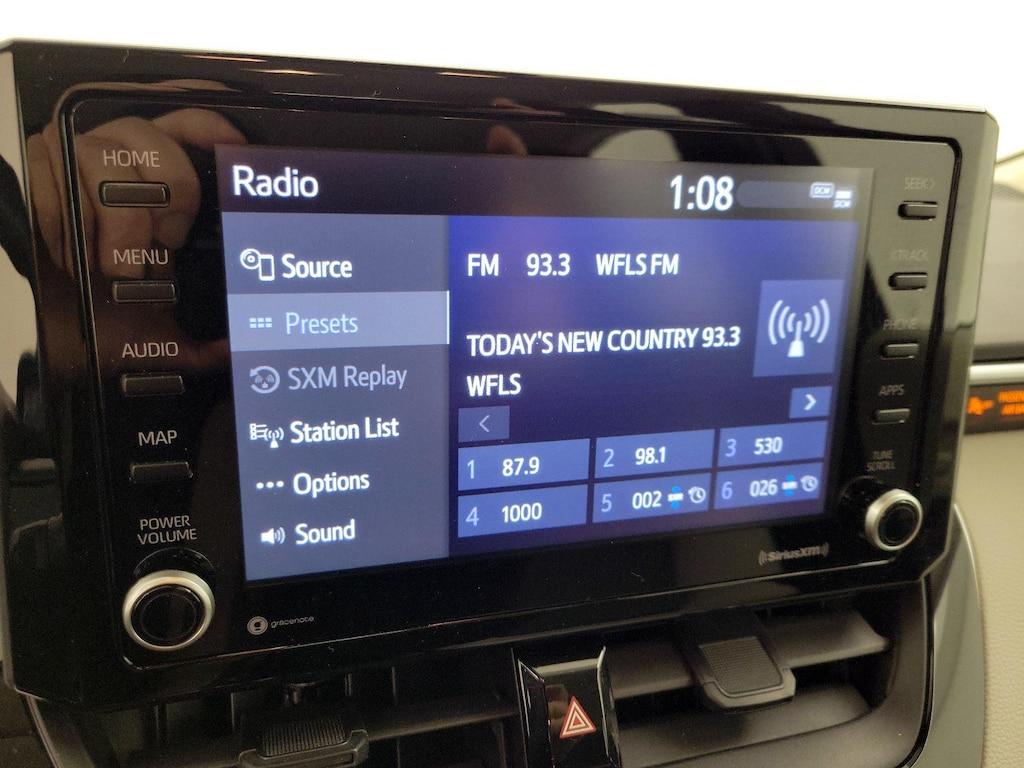 HOME
MENU
AUDIO
MAP
POWER
VOLUME
Radio
1:08
DCM
DCM
Source
Presets
SXM Replay
Station List
Options
Sound
FM 93.3 WFLS FM
TODAY'S NEW COUNTRY 93.3
WFLS
<
>
1 87.9
2 98.1
3 530
4 1000
5 002
6 026
SEEK>
<TRACK
PHONE
APPS
TUNE
SCROLL
SiriusXM
gracenote